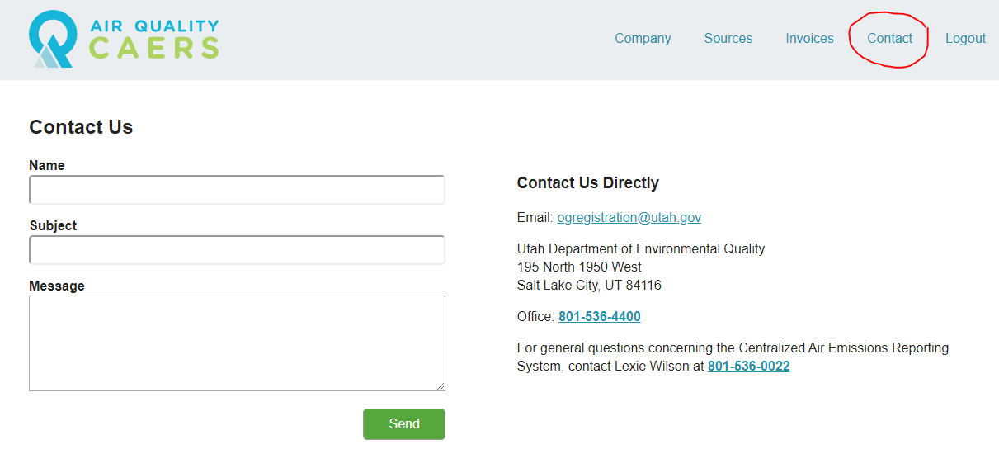 AIR QUALITY
CAERS
Company Sources Invoices Contact Logout
Contact Us
Name
Subject
Message
Send
Contact Us Directly
Email: ogregistration@utah.gov
Utah Department of Environmental Quality
195 North 1950 West
Salt Lake City, UT 84116
Office: 801-536-4400
For general questions concerning the Centralized Air Emissions Reporting
System, contact Lexie Wilson at 801-536-0022